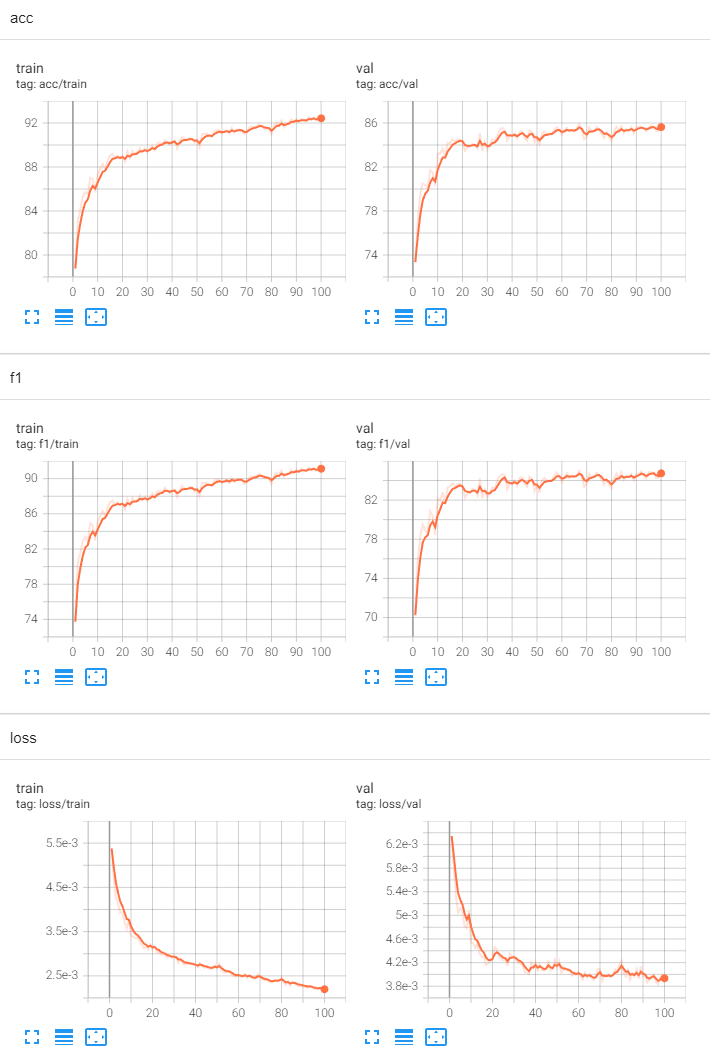 acc
train
tag: acc/train
92
88
84
80
0 10 20 30 40 50 60 70 80 90 100
val
tag: acc/val
86
82
78
74
0 10 20 30 40 50 60 70 80 90 100
f1
train
tag: f1/train
90
86
82
78
74
0 10 20 30 40 50 60 70 80 90 100
val
tag: f1/val
82
78
74
70
0 10 20 30 40 50 60 70 80 90 100
loss
train
tag: loss/train
5.5e-3
4.5e-3
3.5e-3
2.5e-3
0 20 40 60 80 100
val
tag: loss/val
6.2e-3
5.8e-3
5.4e-3
5e-3
4.6e-3
4.2e-3
3.8e-3
0 20 40 60 80 100